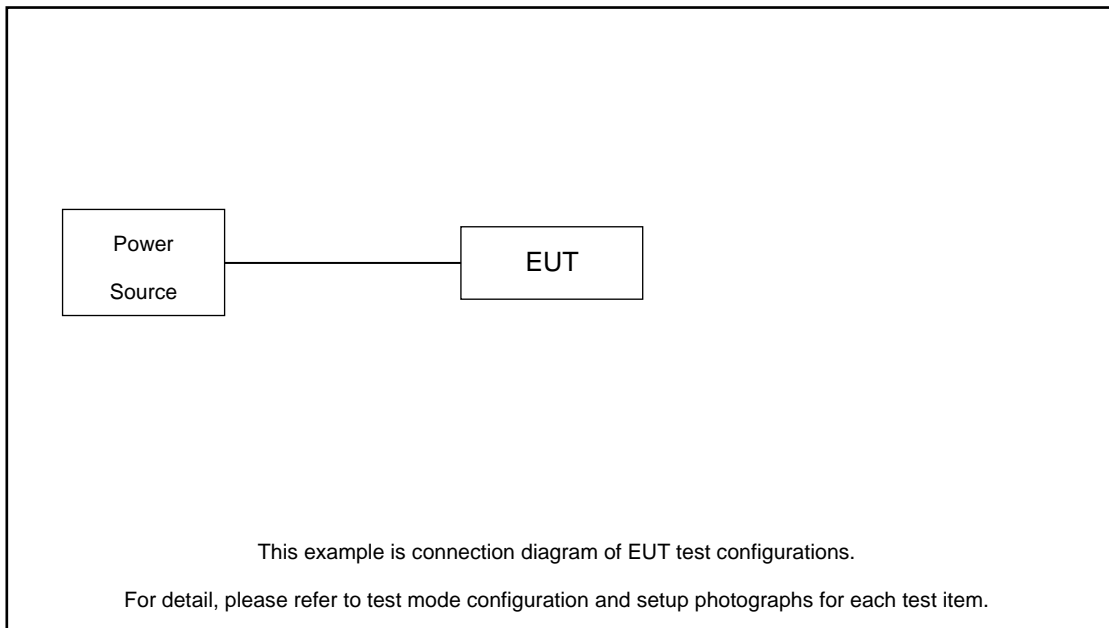 Power
Source
EUT
This example is connection diagram of EUT test configurations.
For detail, please refer to test mode configuration and setup photographs for each test item.